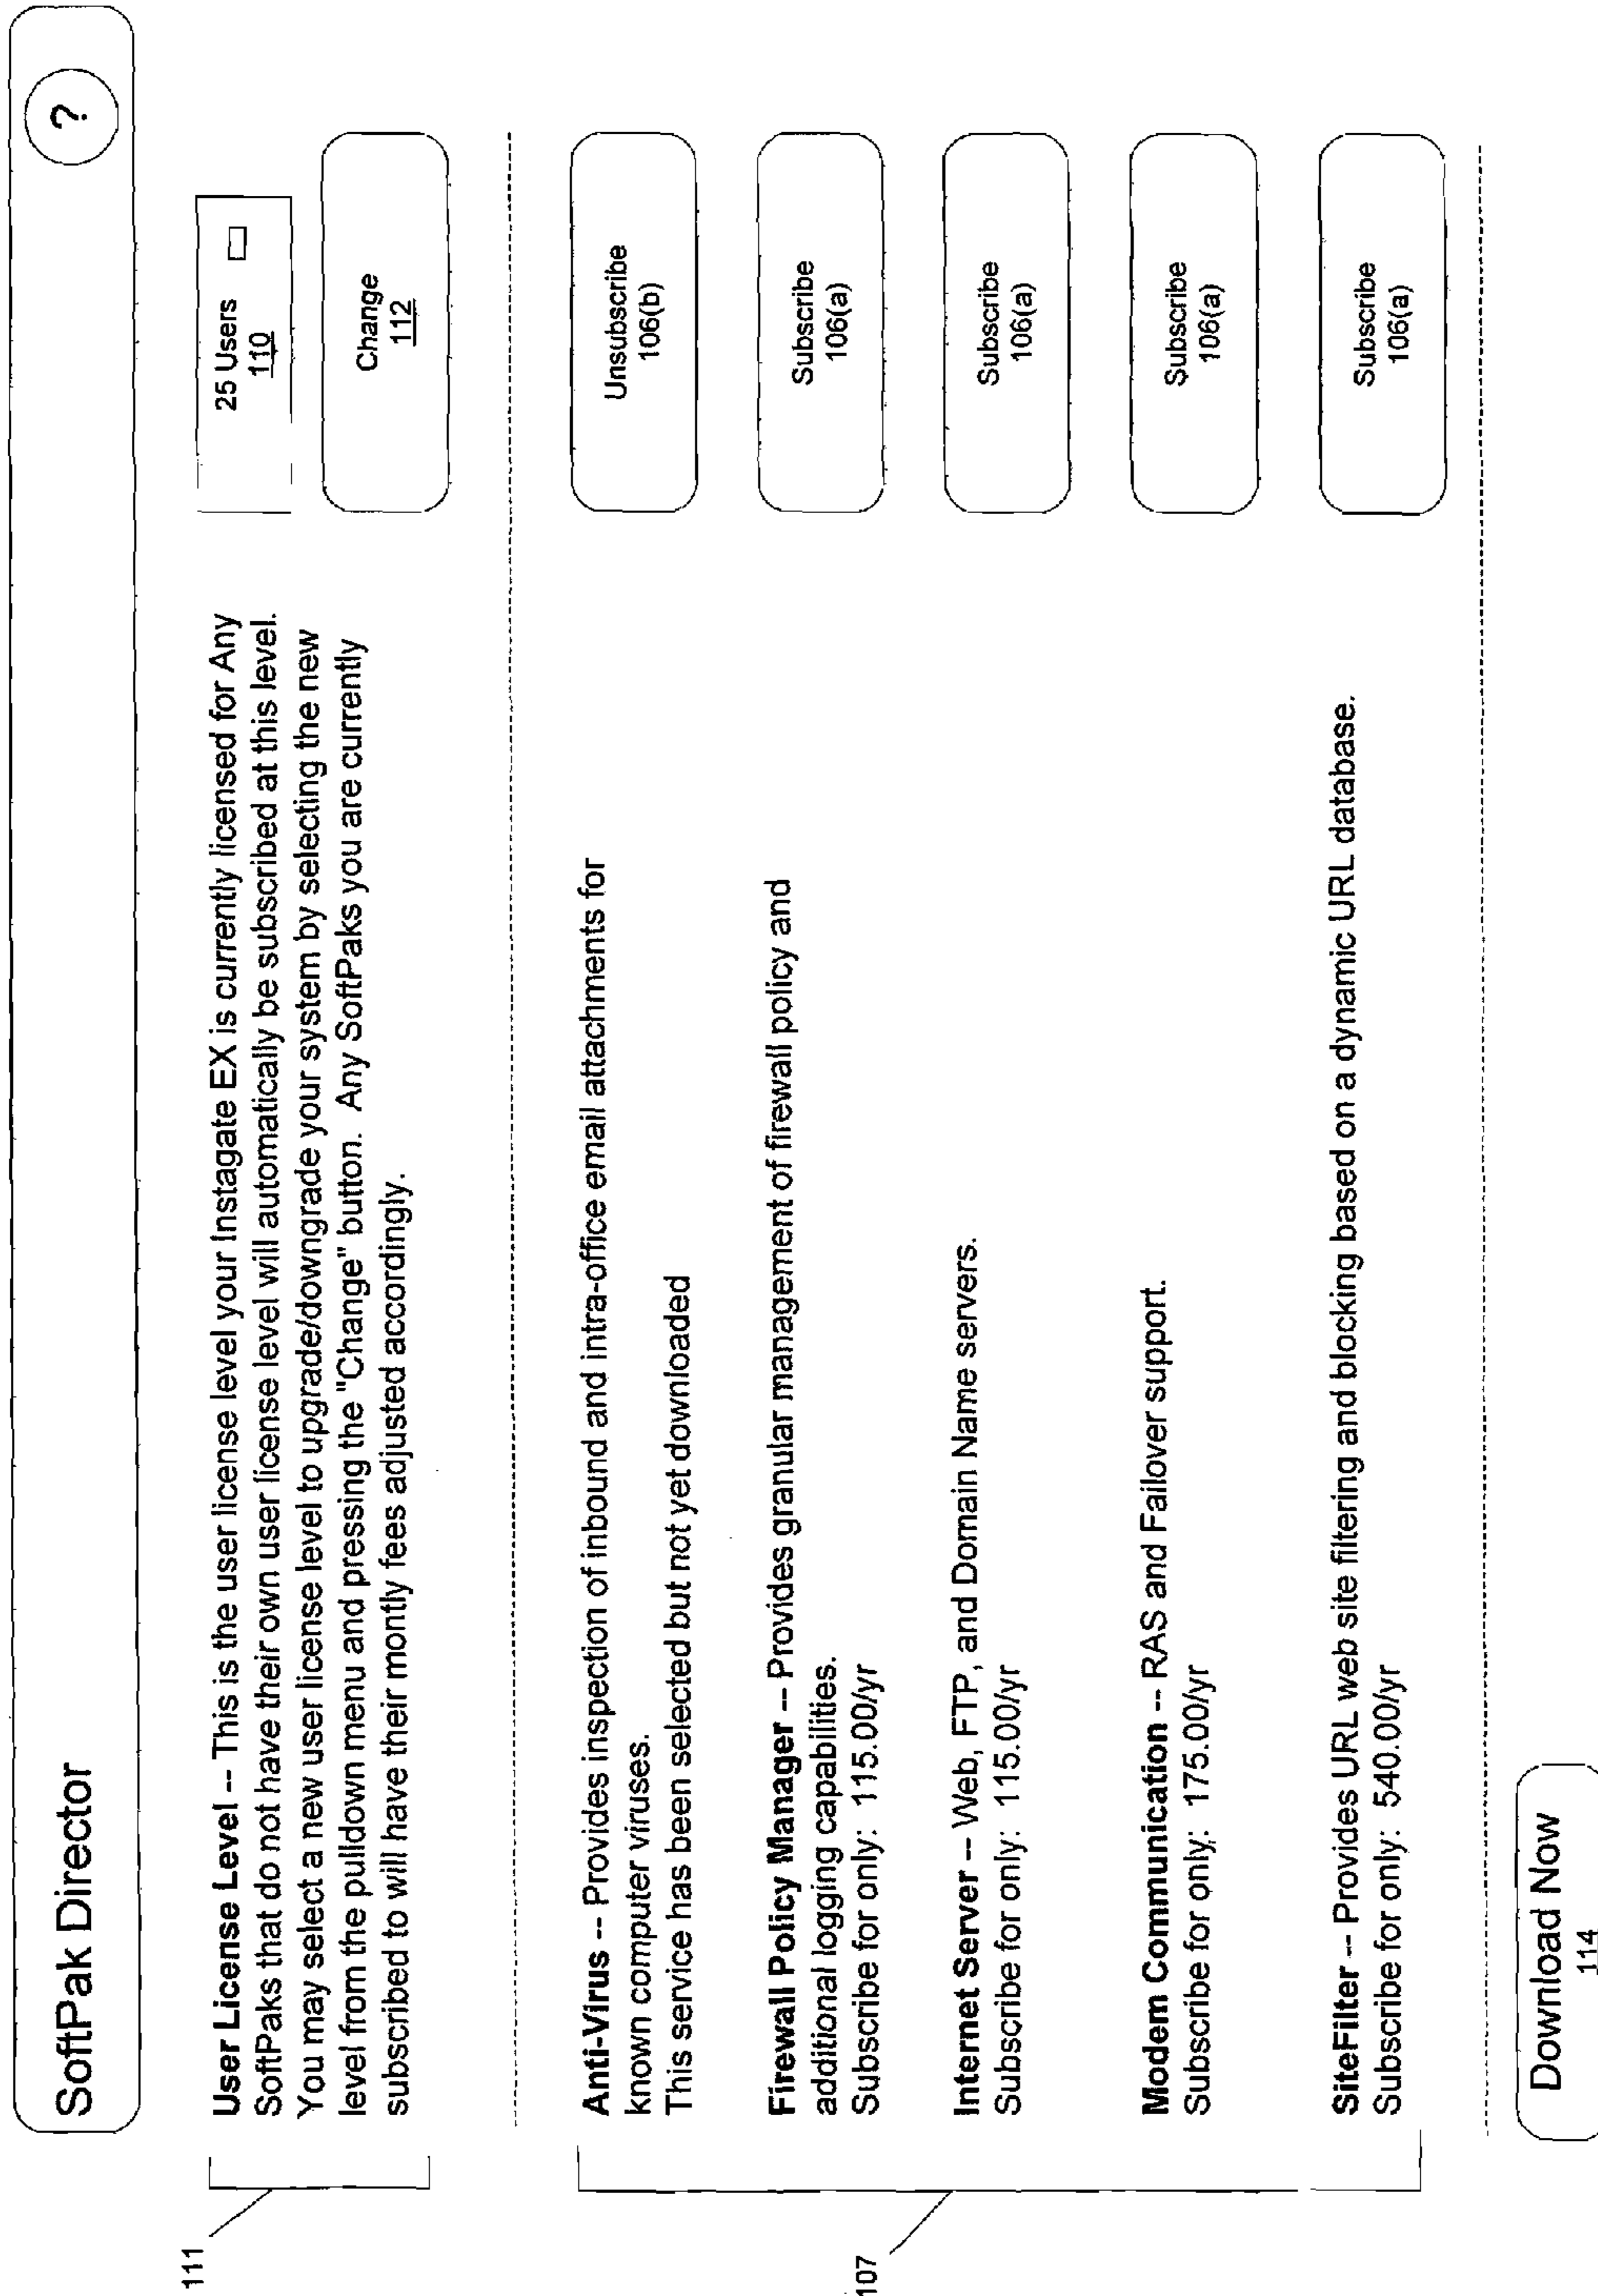 SoftPak Director
?
111
User License Level -- This is the user license level your Instagate EX is currently licensed for Any
SoftPaks that do not have their own user license level will automatically be subscribed at this level.
You may select a new user license level to upgrade/downgrade your system by selecting the new
level from the pulldown menu and pressing the "Change" button. Any SoftPaks you are currently
subscribed to will have their montly fees adjusted accordingly.
25 Users
110
Change
112
107
Anti-Virus -- Provides inspection of inbound and intra-office email attachments for
known computer viruses.
This service has been selected but not yet downloaded
Unsubscribe
106(b)
Firewall Policy Manager -- Provides granular management of firewall policy and
additional logging capabilities.
Subscribe for only: 115.00/yr
Subscribe
106(a)
Internet Server -- Web, FTP, and Domain Name servers.
Subscribe for only: 115.00/yr
Subscribe
106(a)
Modem Communication -- RAS and Failover support.
Subscribe for only: 175.00/yr
Subscribe
106(a)
SiteFilter -- Provides URL web site filtering and blocking based on a dynamic URL database.
Subscribe for only: 540.00/yr
Subscribe
106(a)
Download Now
114